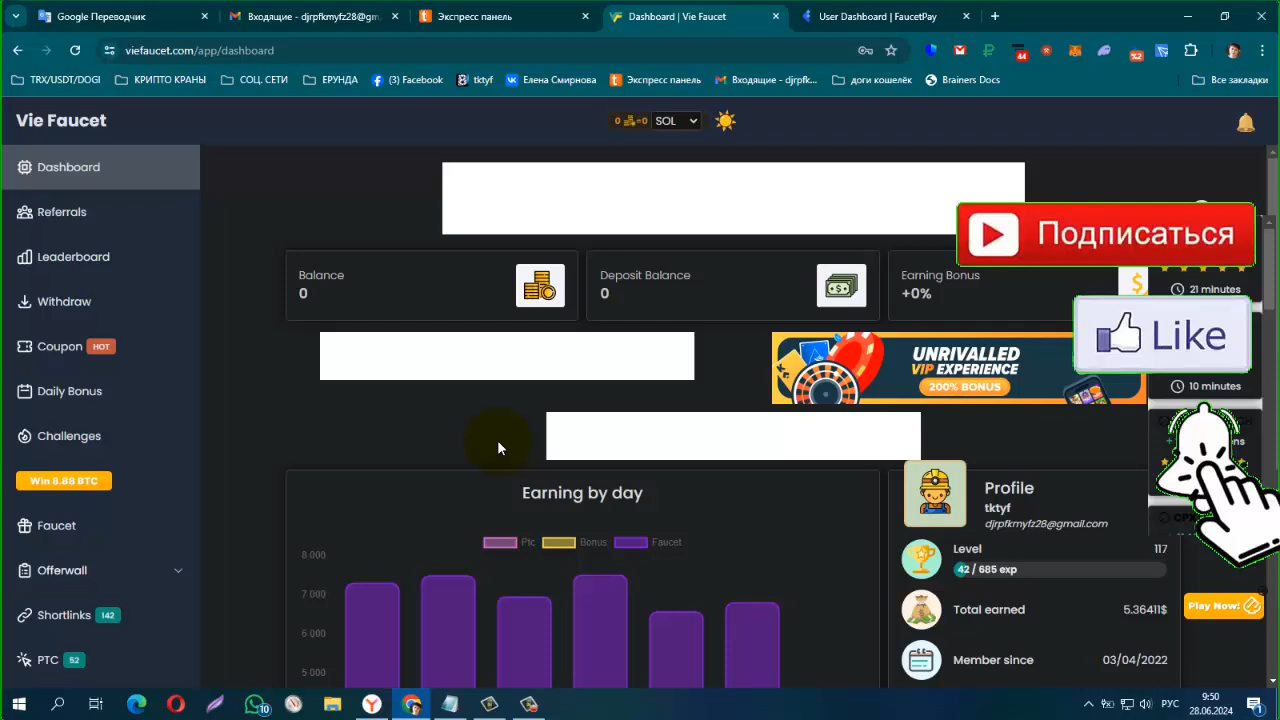 Google Переводчик
Входящие - djrpfkmyfz28@gm...
Экспресс панель
Dashboard | Vie Faucet
User Dashboard | FaucetPay
viefaucet.com/app/dashboard
44
52
TRX/USDT/DOGI
КРИПТО КРАНЫ
СОЦ. СЕТИ
ЕРУНДА
(3) Facebook
tktyf
Елена Смирнова
Экспресс панель
Входящие - djrpfk...
доги кошелёк
Brainers Docs
Все закладки
Vie Faucet
0 =0 SOL
Dashboard
Referrals
Leaderboard
Withdraw
Coupon HOT
Daily Bonus
Challenges
Win 8.88 BTC
Faucet
Offerwall
Shortlinks 142
PTC 52
Balance
0
Deposit Balance
0
Earning Bonus
+0%
Подписаться
21 minutes
Like
10 minutes
UNRIVALLED
VIP EXPERIENCE
200% BONUS
Earning by day
Ptc
Bonus
Faucet
8 000
7 000
6 000
5 000
Profile
tktyf
djrpfkmyfz28@gmail.com
Level 117
42 / 685 exp
Total earned 5.36411$
Member since 03/04/2022
Play Now!
10
РУС
9:50
28.06.2024
1